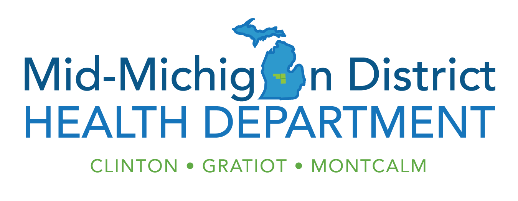 Mid-Michigan District
HEALTH DEPARTMENT
CLINTON • GRATIOT • MONTCALM